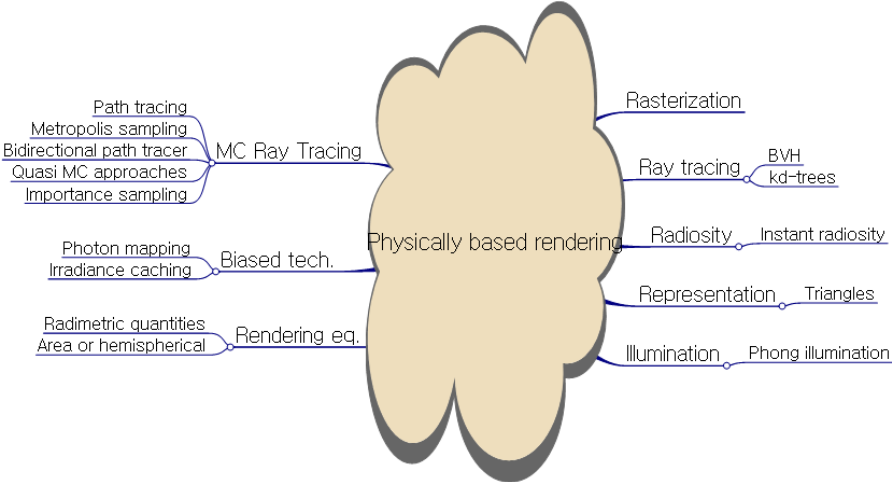 Physically based rendering
MC Ray Tracing
Path tracing
Metropolis sampling
Bidirectional path tracer
Quasi MC approaches
Importance sampling
Biased tech.
Photon mapping
Irradiance caching
Rendering eq.
Radimetric quantities
Area or hemispherical
Rasterization
Ray tracing
BVH
kd-trees
Radiosity
Instant radiosity
Representation
Triangles
Illumination
Phong illumination